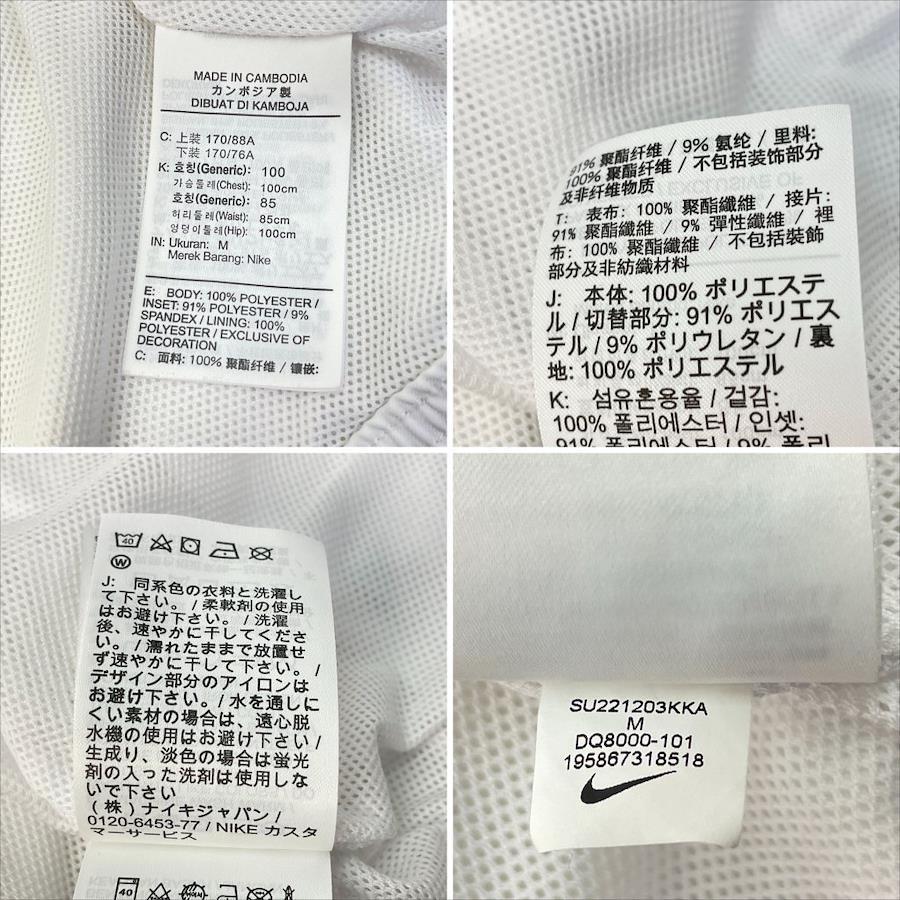 MADE IN CAMBODIA
カンボジア製
DIBUAT DI KAMBOJA
C: 上装 170/88A
下装 170/76A
K: 호칭(Generic): 100
가슴둘레(Chest): 100cm
호칭(Generic): 85
허리둘레(Waist): 85cm
엉덩이둘레(Hip): 100cm
IN: Ukuran: M
Merek Barang: Nike
E: BODY: 100% POLYESTER /
INSET: 91% POLYESTER / 9%
SPANDEX / LINING: 100%
POLYESTER / EXCLUSIVE OF
DECORATION
C: 面料: 100% 聚酯纤维 / 镶嵌:
91% 聚酯纤维 / 9% 氨纶 / 里料:
100% 聚酯纤维 / 不包括装饰部分
及非纤维物质
T: 表布: 100% 聚酯纖維 / 接片:
91% 聚酯纖維 / 9% 彈性纖維 / 裡
布: 100% 聚酯纖維 / 不包括裝飾
部分及非紡織材料
J: 本体: 100% ポリエステ
ル / 切替部分: 91% ポリエス
テル / 9% ポリウレタン / 裏
地: 100% ポリエステル
K: 섬유혼용율 / 겉감:
100% 폴리에스터 / 인셋:
91% 폴리에스터 / 9% 폴리
40
W
J: 同系色の衣料と洗濯し
て下さい。 / 柔軟剤の使用
はお避け下さい。 / 洗濯
後、速やかに干してくださ
い。 / 濡れたままで放置せ
ず速やかに干して下さい。 /
デザイン部分のアイロンは
お避け下さい。 / 水を通しに
くい素材の場合は、遠心脱
水機の使用はお避け下さい /
生成り、淡色の場合は蛍光
剤の入った洗剤は使用しな
いで下さい
(株) ナイキジャパン /
0120-6453-77 / NIKE カスタ
マーサービス
40
SU221203KKA
M
DQ8000-101
195867318518